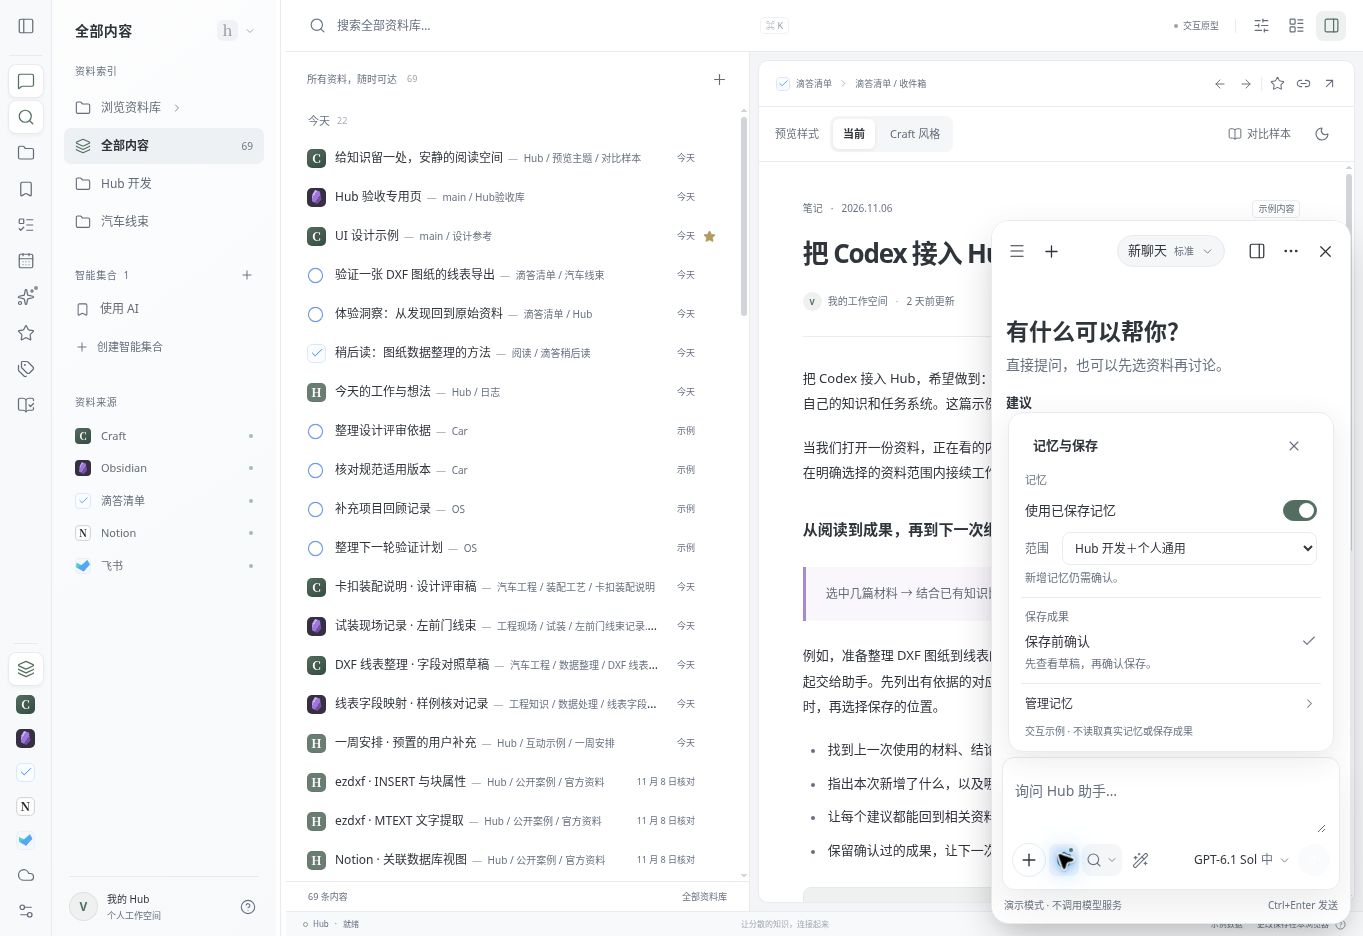 全部内容
h
资料索引
浏览资料库
全部内容 69
Hub 开发
汽车线束
智能集合 1
使用 AI
创建智能集合
资料来源
C Craft
Obsidian
滴答清单
N Notion
飞书
C
N
V 我的 Hub
个人工作空间
搜索全部资料库...
⌘ K
交互原型
所有资料，随时可达 69
今天 22
C 给知识留一处，安静的阅读空间 — Hub / 预览主题 / 对比样本 今天
Hub 验收专用页 — main / Hub验收库 今天
C UI 设计示例 — main / 设计参考 今天
验证一张 DXF 图纸的线表导出 — 滴答清单 / 汽车线束 今天
体验洞察：从发现回到原始资料 — 滴答清单 / Hub 今天
稍后读：图纸数据整理的方法 — 阅读 / 滴答稍后读 今天
H 今天的工作与想法 — Hub / 日志 今天
整理设计评审依据 — Car 示例
核对规范适用版本 — Car 示例
补充项目回顾记录 — OS 示例
整理下一轮验证计划 — OS 示例
C 卡扣装配说明 · 设计评审稿 — 汽车工程 / 装配工艺 / 卡扣装配说明 今天
试装现场记录 · 左前门线束 — 工程现场 / 试装 / 左前门线束记录.... 今天
C DXF 线表整理 · 字段对照草稿 — 汽车工程 / 数据整理 / DXF 线表... 今天
线表字段映射 · 样例核对记录 — 工程知识 / 数据处理 / 线表字段... 今天
H 一周安排 · 预置的用户补充 — Hub / 互动示例 / 一周安排 今天
H ezdxf · INSERT 与块属性 — Hub / 公开案例 / 官方资料 11 月 8 日核对
H ezdxf · MTEXT 文字提取 — Hub / 公开案例 / 官方资料 11 月 8 日核对
H Notion · 关联数据库视图 — Hub / 公开案例 / 官方资料 11 月 8 日核对
69 条内容 全部资料库
Hub · 就绪
让分散的知识，连接起来
滴答清单 > 滴答清单 / 收件箱
预览样式 当前 Craft 风格 对比样本
笔记 · 2026.11.06 示例内容
把 Codex 接入 Hu
V 我的工作空间 · 2 天前更新
把 Codex 接入 Hub，希望做到：
自己的知识和任务系统。这篇示
当我们打开一份资料，正在看的
在明确选择的资料范围内接续工
从阅读到成果，再到下一次
选中几篇材料 → 结合已有知识
例如，准备整理 DXF 图纸到线表
起交给助手。先列出有依据的对
时，再选择保存的位置。
找到上一次使用的材料、结
指出本次新增了什么，以及
让每个建议都能回到相关资
保留确认过的成果，让下一
新聊天 标准
有什么可以帮你？
直接提问，也可以先选资料再讨论。
建议
记忆与保存
记忆
使用已保存记忆
范围 Hub 开发＋个人通用
新增记忆仍需确认。
保存成果
保存前确认
先查看草稿，再确认保存。
管理记忆
交互示例 · 不读取真实记忆或保存成果
询问 Hub 助手...
GPT-6.1 Sol 中
演示模式 · 不调用模型服务 Ctrl+Enter 发送